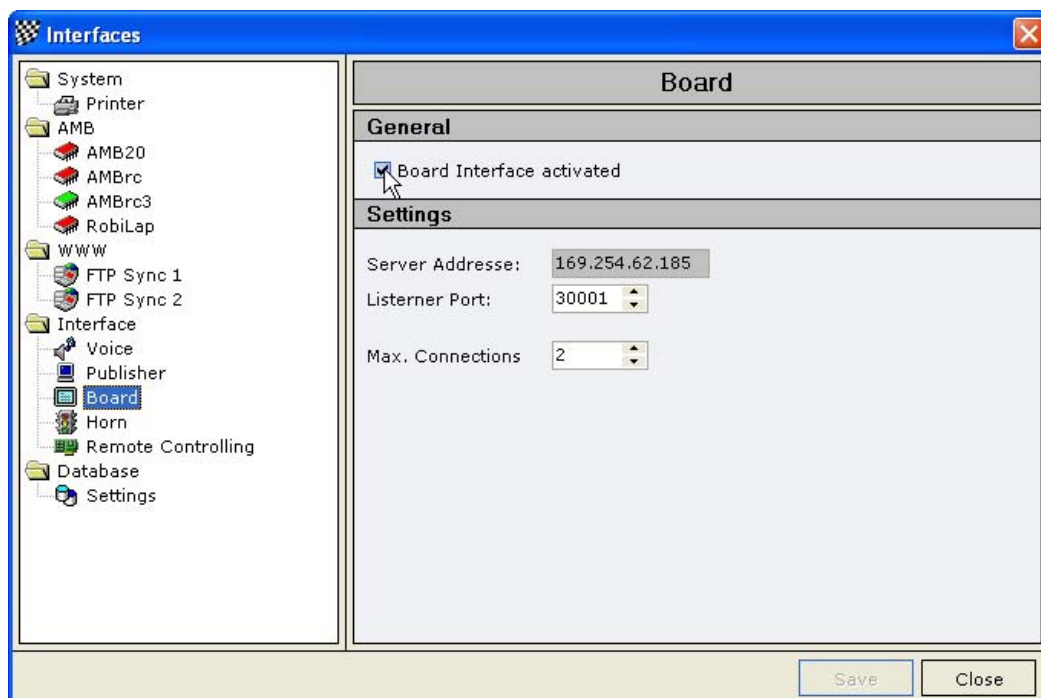 Interfaces
System
Printer
AMB
AMB20
AMBrc
AMBrc3
RobiLap
WWW
FTP Sync 1
FTP Sync 2
Interface
Voice
Publisher
Board
Horn
Remote Controlling
Database
Settings
Board
General
Board Interface activated
Settings
Server Addresse: 169.254.62.185
Listerner Port: 30001
Max. Connections 2
Save Close